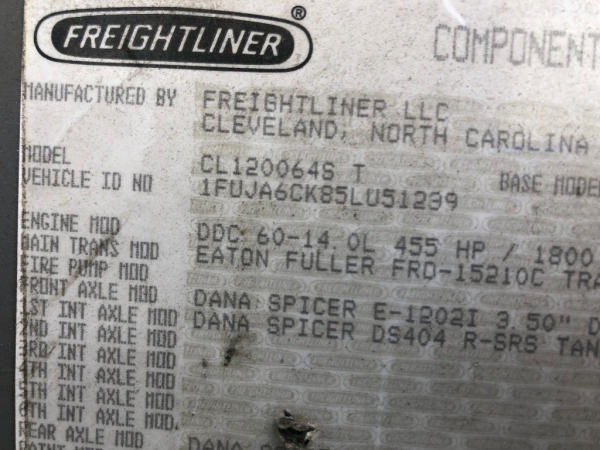 FREIGHTLINER ®
COMPONENT
MANUFACTURED BY FREIGHTLINER LLC
CLEVELAND, NORTH CAROLINA
MODEL CL120064S T BASE MODE
VEHICLE ID NO 1FUJA6CK85LU51239
ENGINE MOD DDC 60-14.0L 455 HP / 1800
MAIN TRANS MOD EATON FULLER FRO-15210C TRA
FIRE PUMP MOD
FRONT AXLE MOD DANA SPICER E-1202I 3.50" D
1ST INT AXLE MOD DANA SPICER DS404 R-SRS TAN
2ND INT AXLE MOD
3RD INT AXLE MOD
4TH INT AXLE MOD
5TH INT AXLE MOD
6TH INT AXLE MOD
REAR AXLE MOD DANA